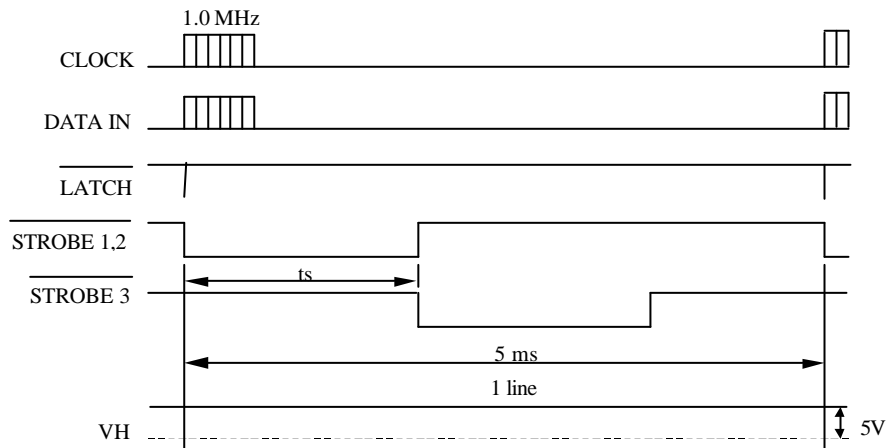 1.0 MHz
CLOCK
DATA IN
LATCH
STROBE 1,2
ts
STROBE 3
5 ms
1 line
VH
5V